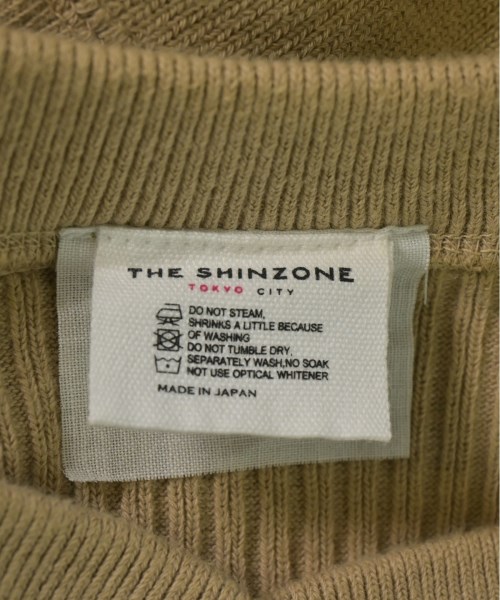 THE SHINZONE
TOKYO CITY
DO NOT STEAM,
SHRINKS A LITTLE BECAUSE
OF WASHING
DO NOT TUMBLE DRY,
SEPARATELY WASH,NO SOAK
NOT USE OPTICAL WHITENER
MADE IN JAPAN